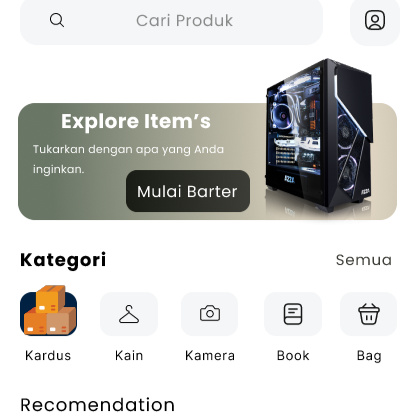 Cari Produk
Explore Item's
Tukarkan dengan apa yang Anda
inginkan.
Mulai Barter
Kategori
Semua
Kardus
Kain
Kamera
Book
Bag
Recomendation